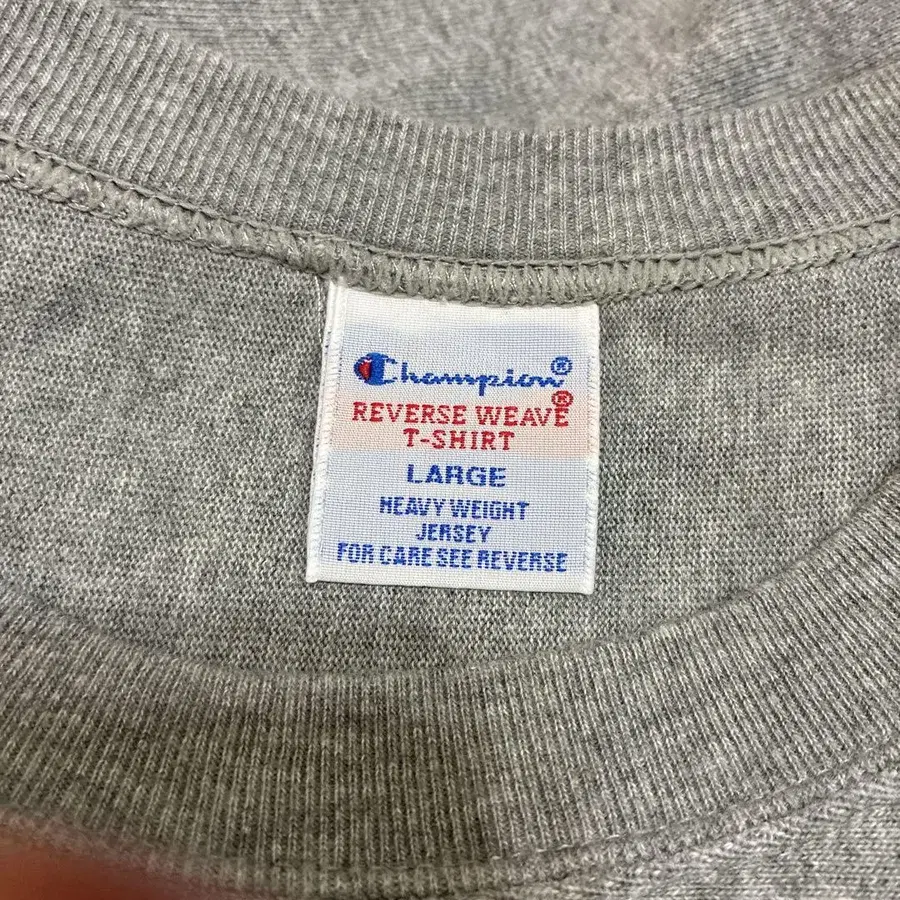 Champion®
REVERSE WEAVE®
T-SHIRT
LARGE
HEAVY WEIGHT
JERSEY
FOR CARE SEE REVERSE